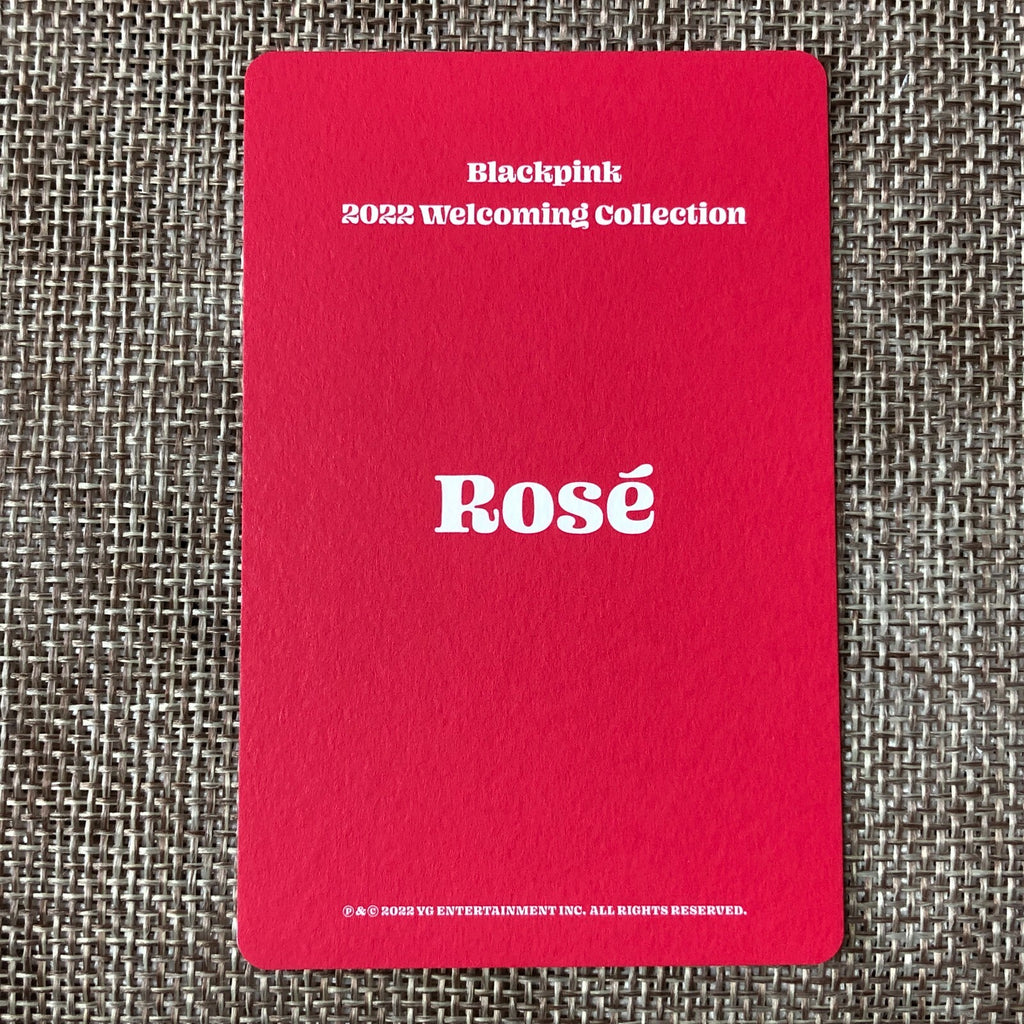 Blackpink
2022 Welcoming Collection
Rosé
Ⓟ & © 2022 YG ENTERTAINMENT INC. ALL RIGHTS RESERVED.